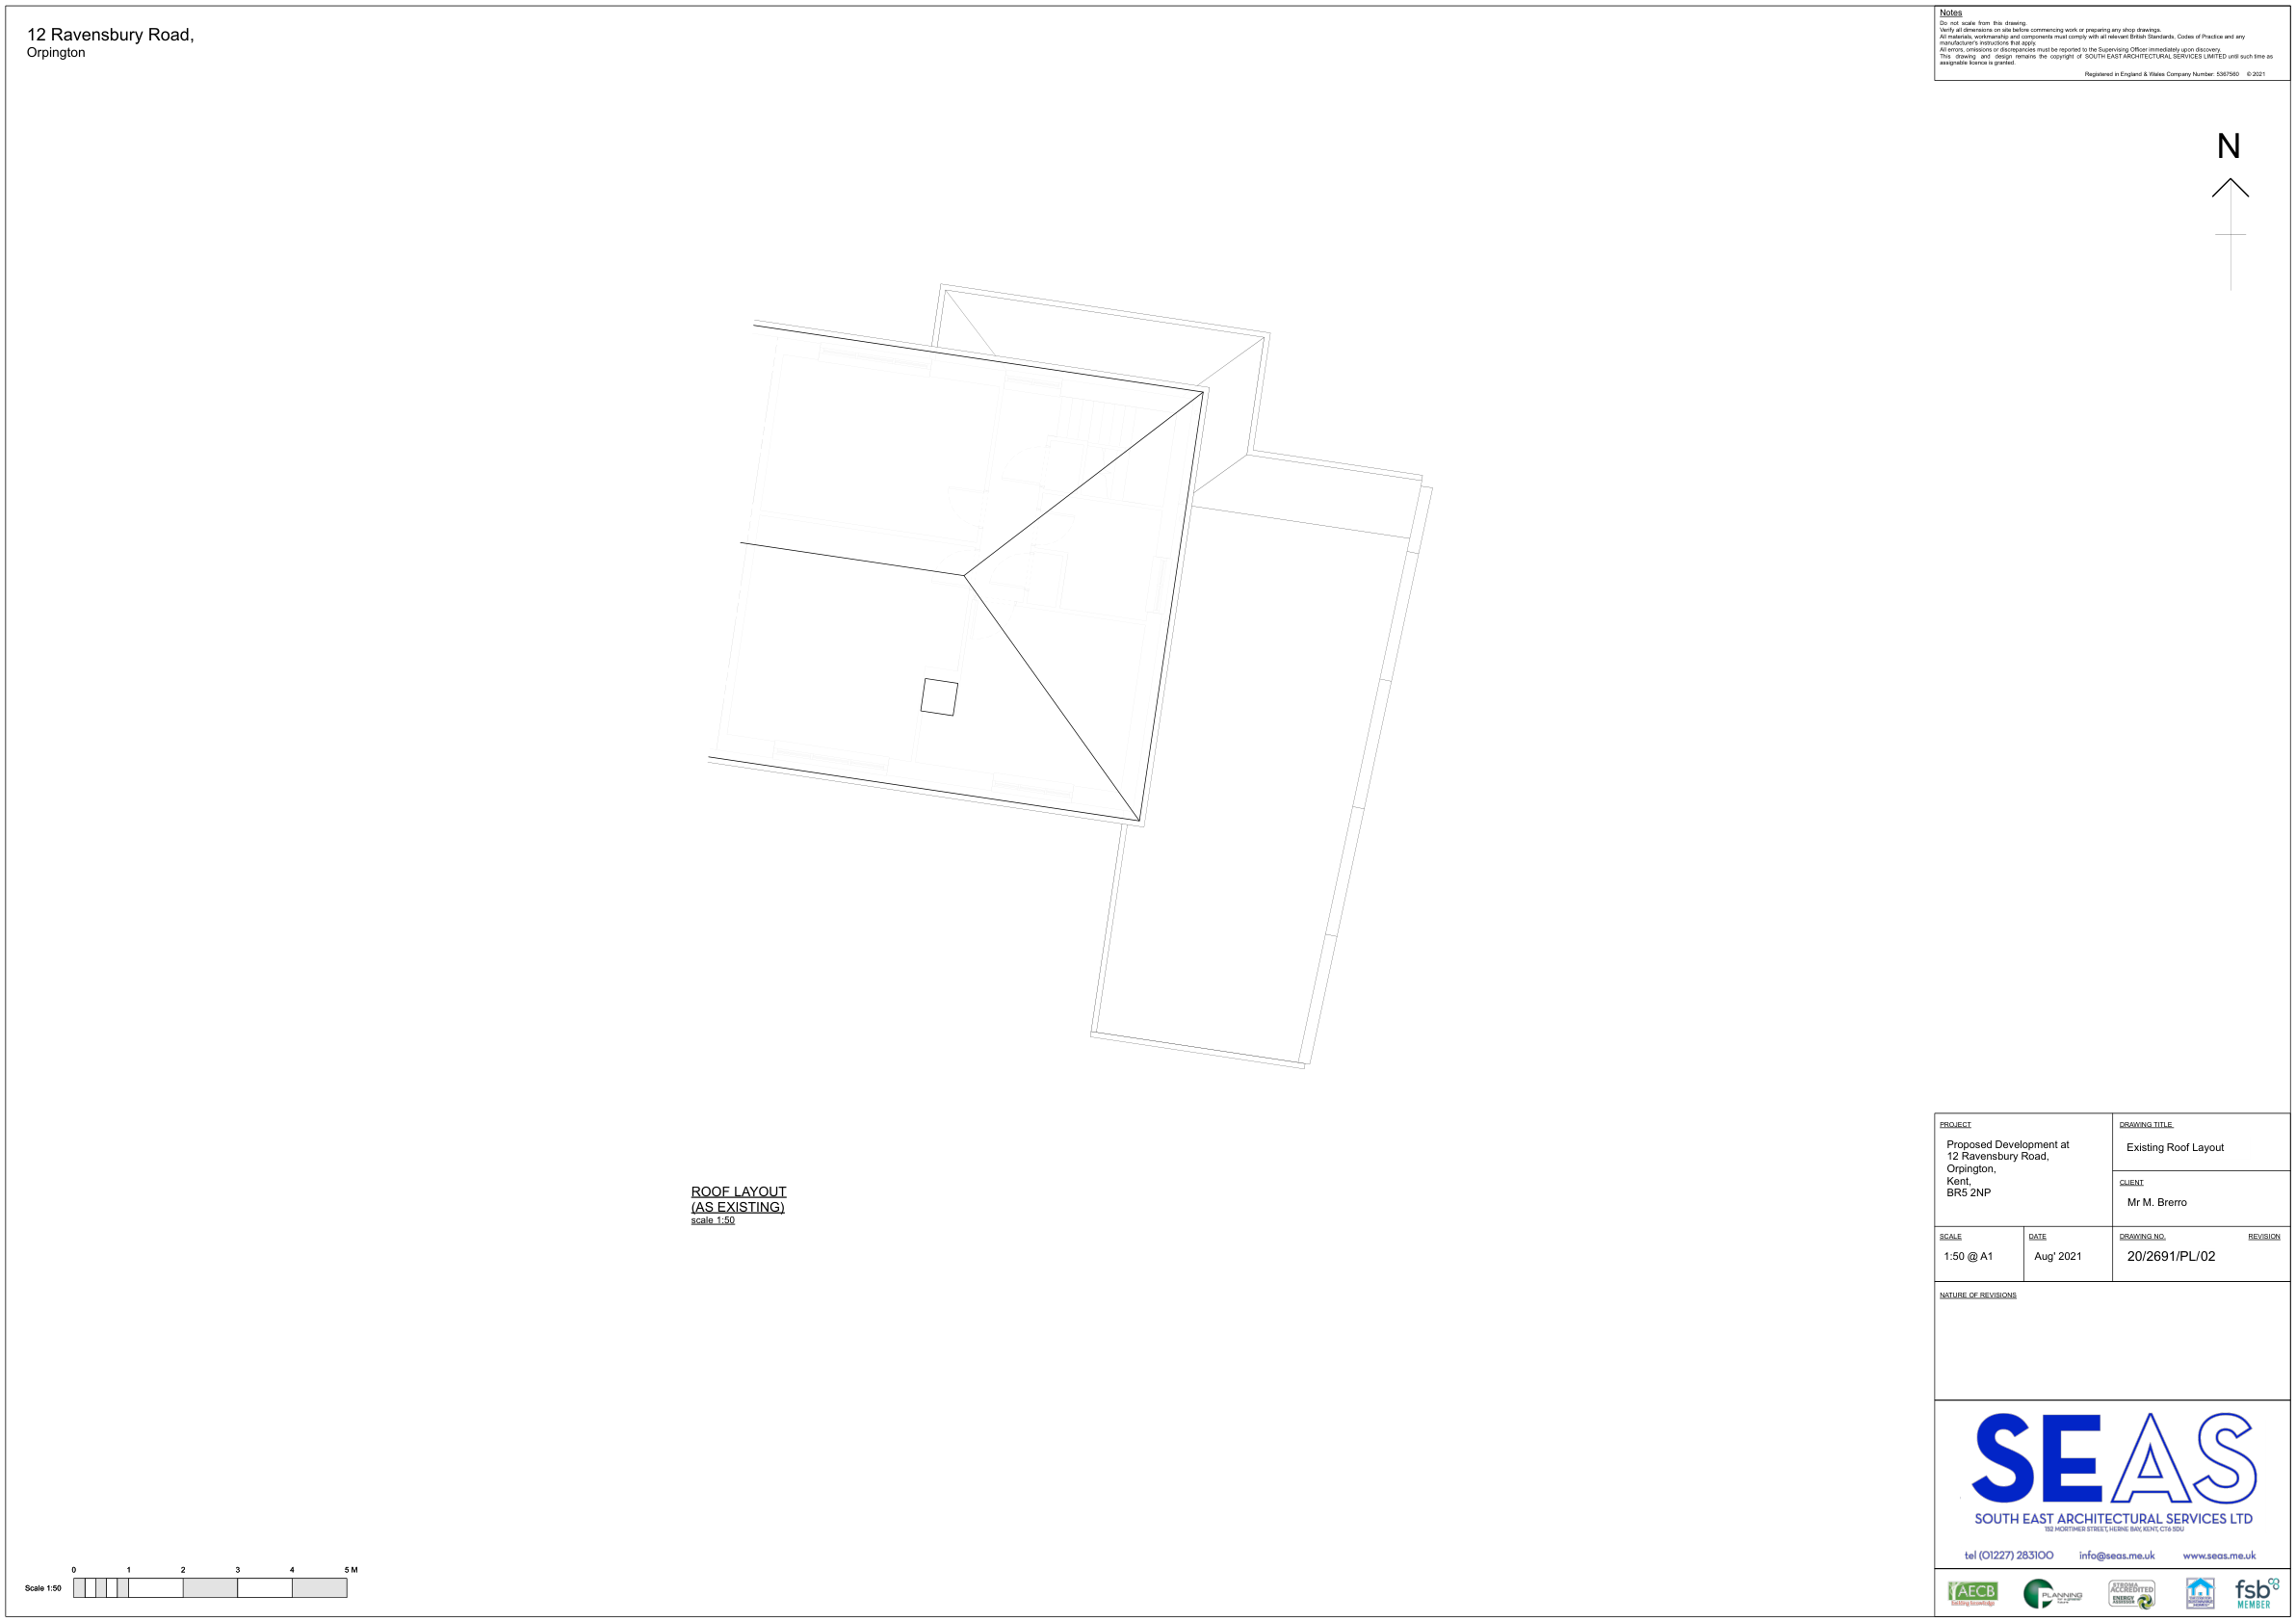 12 Ravensbury Road,
Orpington
Notes
Do not scale from this drawing.
Verify all dimensions on site before commencing work or preparing any shop drawings.
All materials, workmanship and components must comply with all relevant British Standards, Codes of Practice and any
manufacturer's instructions that apply.
All errors, omissions or discrepancies must be reported to the Supervising Officer immediately upon discovery.
This drawing and design remains the copyright of SOUTH EAST ARCHITECTURAL SERVICES LIMITED until such time as
assignable licence is granted.
Registered in England & Wales Company Number: 5367560 © 2021
N
ROOF LAYOUT
(AS EXISTING)
scale 1:50
PROJECT
Proposed Development at
12 Ravensbury Road,
Orpington,
Kent,
BR5 2NP
DRAWING TITLE
Existing Roof Layout
CLIENT
Mr M. Brerro
SCALE
1:50 @ A1
DATE
Aug' 2021
DRAWING NO.
REVISION
20/2691/PL/02
NATURE OF REVISIONS
SEAS
SOUTH EAST ARCHITECTURAL SERVICES LTD
152 MORTIMER STREET, HERNE BAY, KENT, CT6 5DU
tel (01227) 283100 info@seas.me.uk www.seas.me.uk
AECB
building knowledge
PLANNING
STROMA
ACCREDITED
ENERGY
ASSESSOR
fsb
MEMBER
0 1 2 3 4 5 M
Scale 1:50